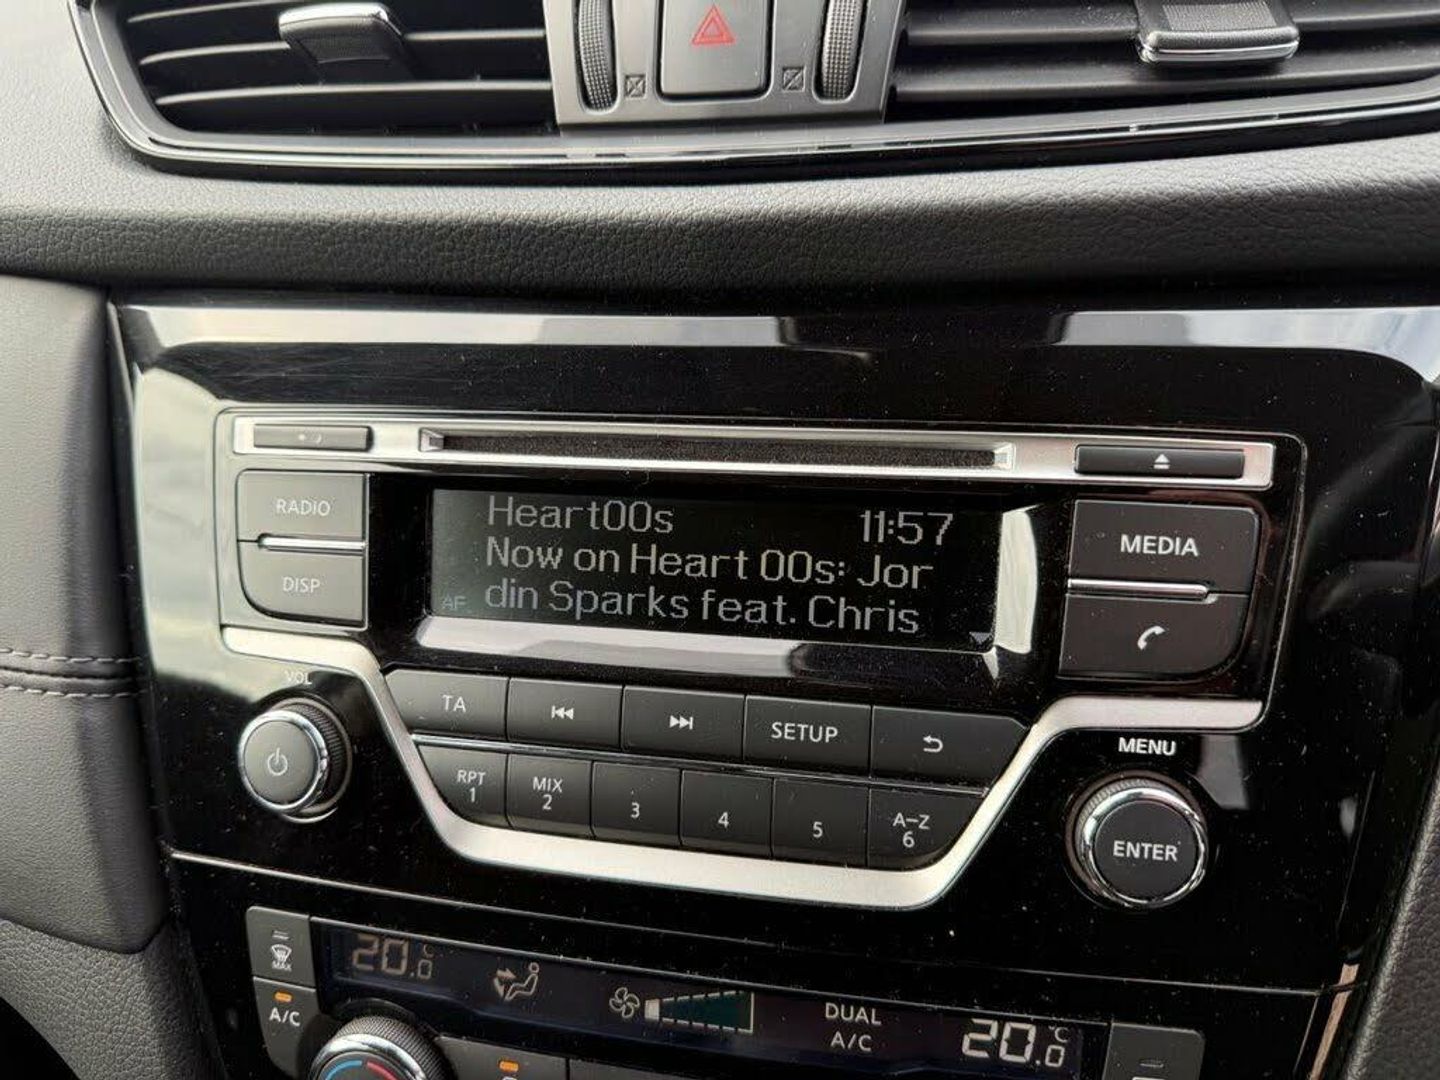 RADIO
DISP
Heart00s 11:57
Now on Heart 00s: Jor
AF din Sparks feat. Chris
MEDIA
VOL
TA
SETUP
MENU
RPT
1
MIX
2
3
4
5
A-Z
6
ENTER
MAX
A/C
20.0 °C
DUAL
A/C
20.0 °C